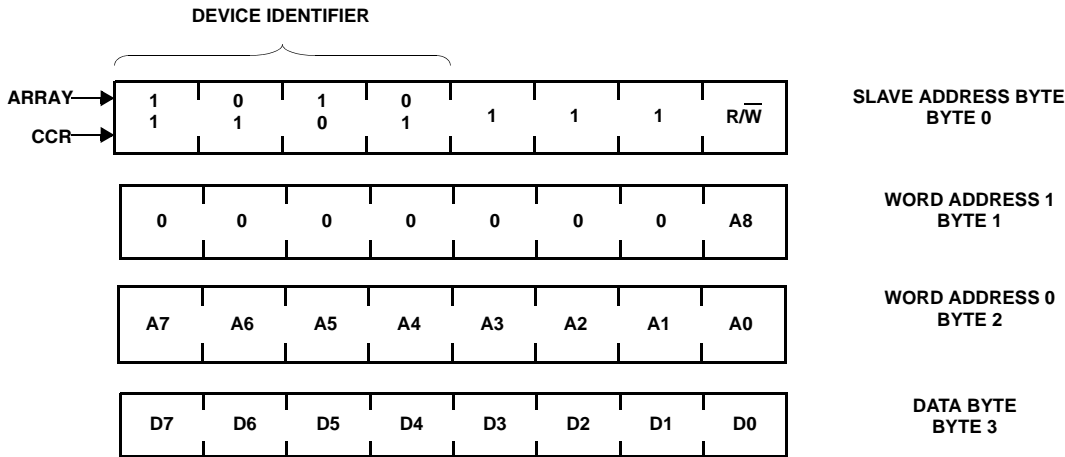 DEVICE IDENTIFIER
ARRAY
CCR
1 0 1 0
1 1 0 1
1 1 1 R/W̅
SLAVE ADDRESS BYTE
BYTE 0
0 0 0 0 0 0 0 A8
WORD ADDRESS 1
BYTE 1
A7 A6 A5 A4 A3 A2 A1 A0
WORD ADDRESS 0
BYTE 2
D7 D6 D5 D4 D3 D2 D1 D0
DATA BYTE
BYTE 3